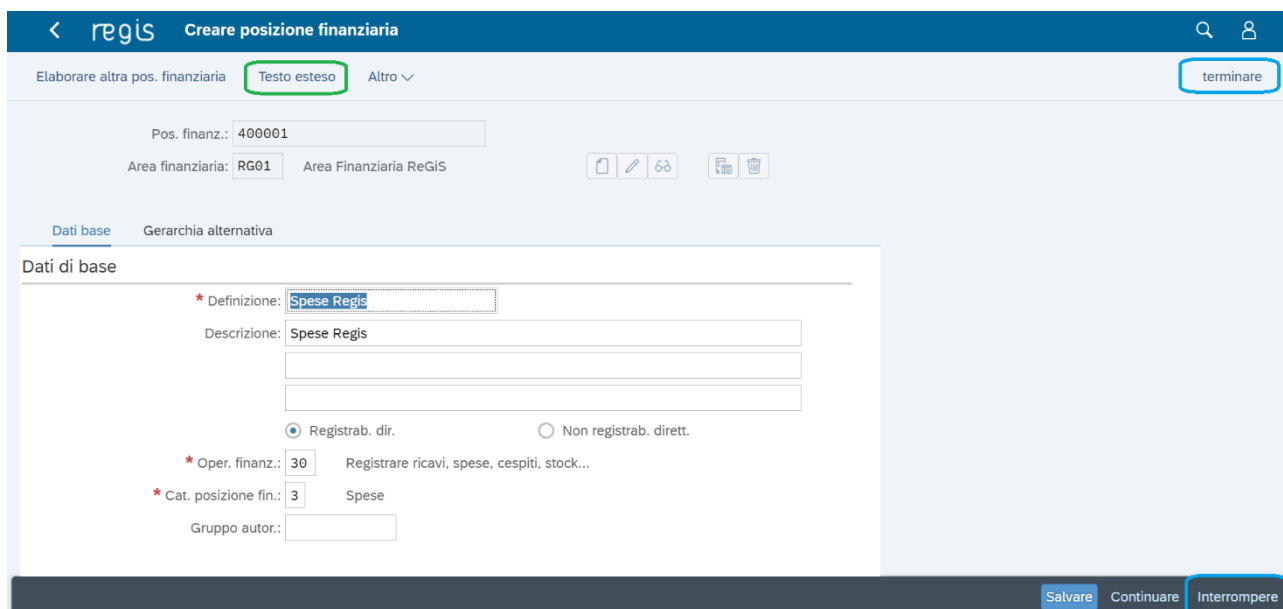 regis Creare posizione finanziaria
Elaborare altra pos. finanziaria Testo esteso Altro terminare
Pos. finanz.: 400001
Area finanziaria: RG01 Area Finanziaria ReGiS
Dati base Gerarchia alternativa
Dati di base
* Definizione: Spese Regis
Descrizione: Spese Regis
Registrab. dir. Non registrab. dirett.
* Oper. finanz.: 30 Registrare ricavi, spese, cespiti, stock...
* Cat. posizione fin.: 3 Spese
Gruppo autor.:
Salvare Continuare Interrompere